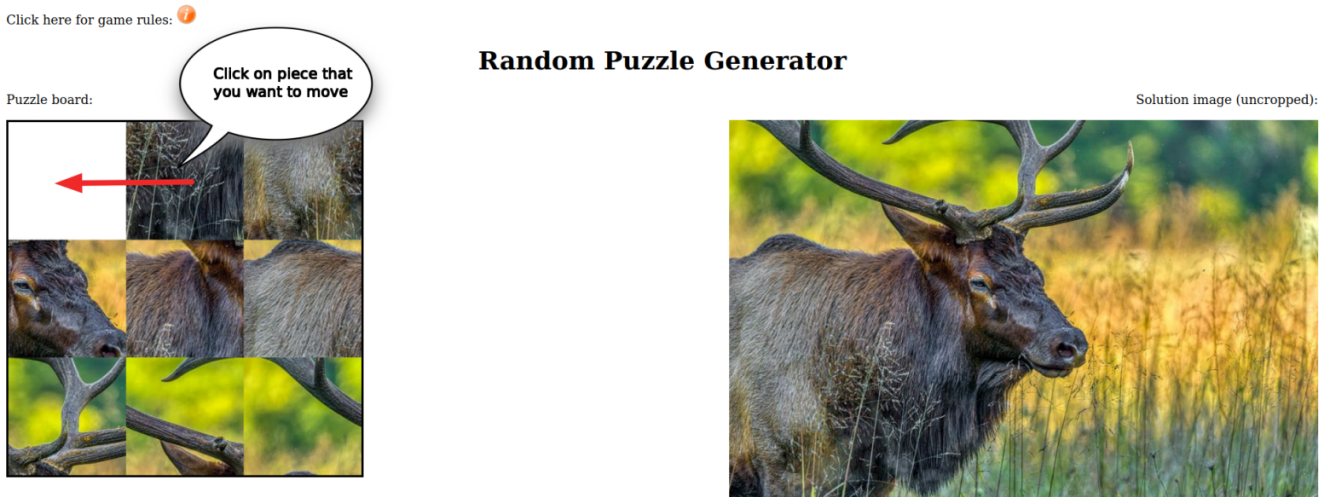 Click here for game rules:
Random Puzzle Generator
Click on piece that
you want to move
Puzzle board:
Solution image (uncropped):